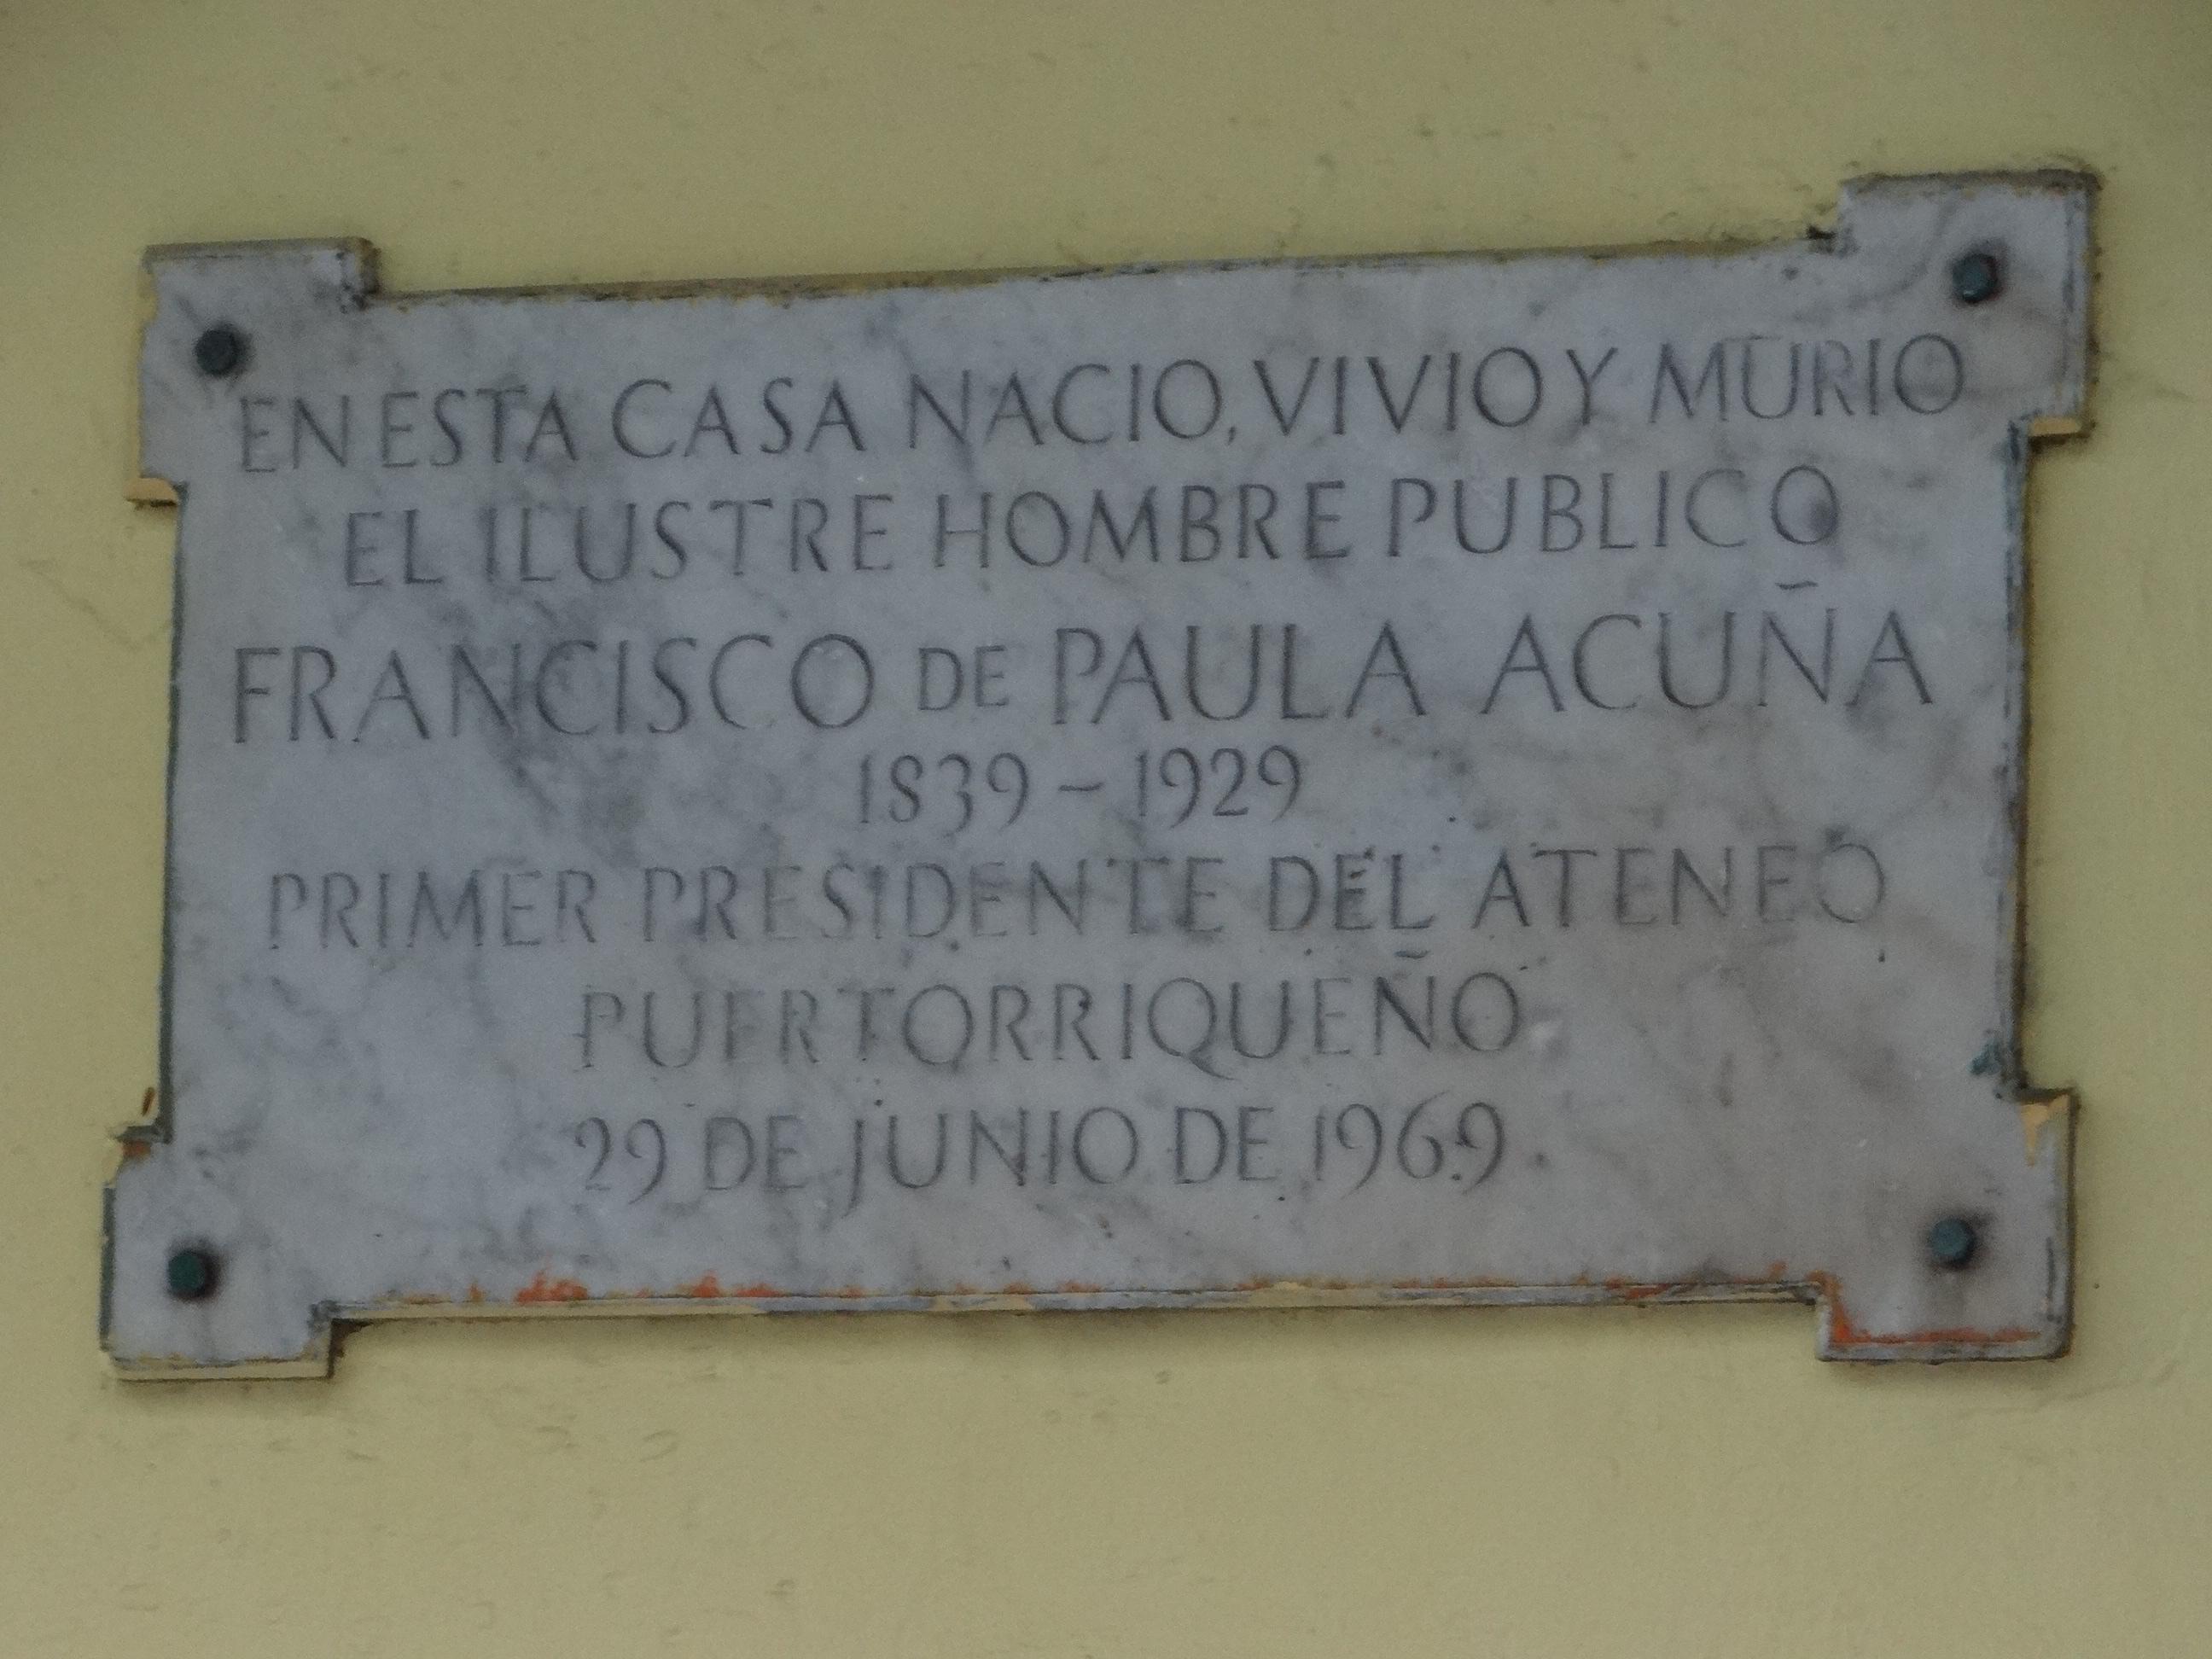 EN ESTA CASA NACIO, VIVIO Y MURIO
EL ILUSTRE HOMBRE PUBLICO
FRANCISCO DE PAULA ACUÑA
1839 - 1929
PRIMER PRESIDENTE DEL ATENEO
PUERTORRIQUEÑO
29 DE JUNIO DE 1969.